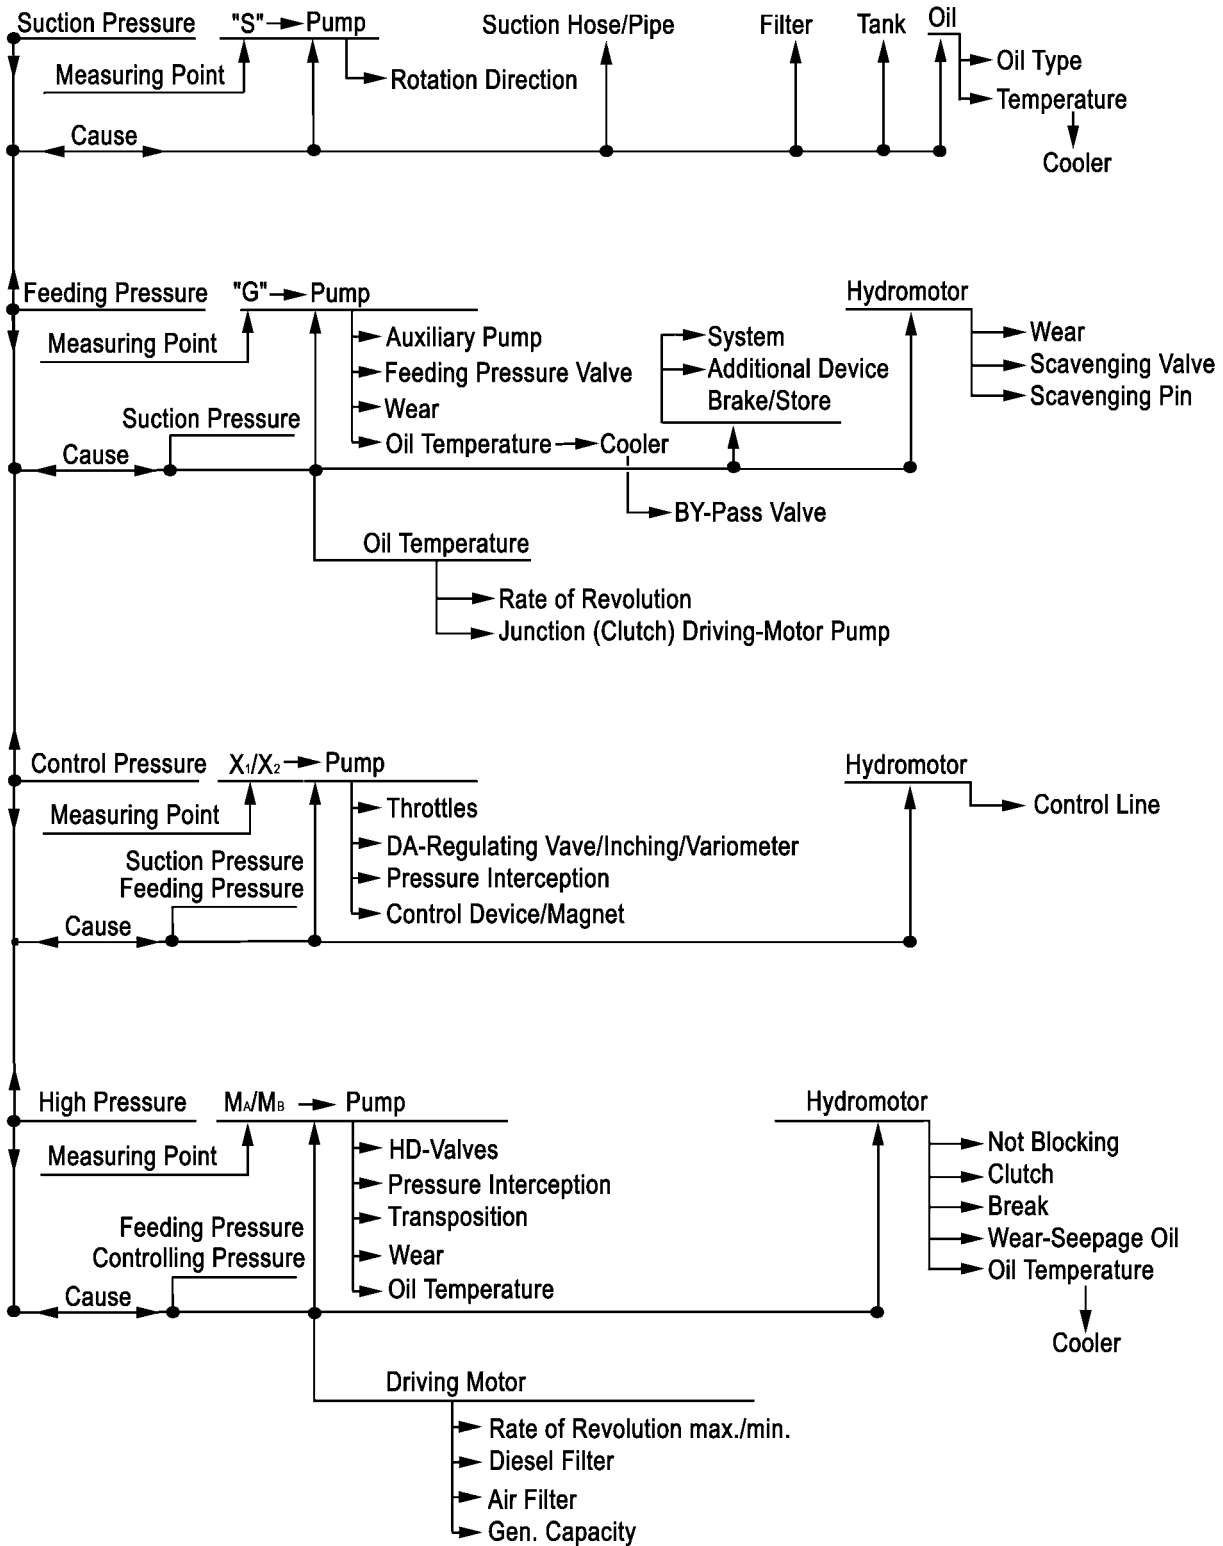 Suction Pressure
"S" Pump
Suction Hose/Pipe
Filter
Tank
Oil
Measuring Point
Rotation Direction
Oil Type
Temperature
Cause
Cooler
Feeding Pressure
"G" Pump
Hydromotor
Measuring Point
Auxiliary Pump
System
Wear
Feeding Pressure Valve
Additional Device
Brake/Store
Scavenging Valve
Scavenging Pin
Suction Pressure
Wear
Cause
Oil Temperature
Cooler
BY-Pass Valve
Oil Temperature
Rate of Revolution
Junction (Clutch) Driving-Motor Pump
Control Pressure
X1/X2 Pump
Hydromotor
Measuring Point
Throttles
Control Line
DA-Regulating Vave/Inching/Variometer
Suction Pressure
Feeding Pressure
Pressure Interception
Control Device/Magnet
Cause
High Pressure
MA/MB Pump
Hydromotor
Measuring Point
HD-Valves
Not Blocking
Pressure Interception
Clutch
Transposition
Break
Feeding Pressure
Controlling Pressure
Wear
Wear-Seepage Oil
Oil Temperature
Oil Temperature
Cause
Cooler
Driving Motor
Rate of Revolution max./min.
Diesel Filter
Air Filter
Gen. Capacity